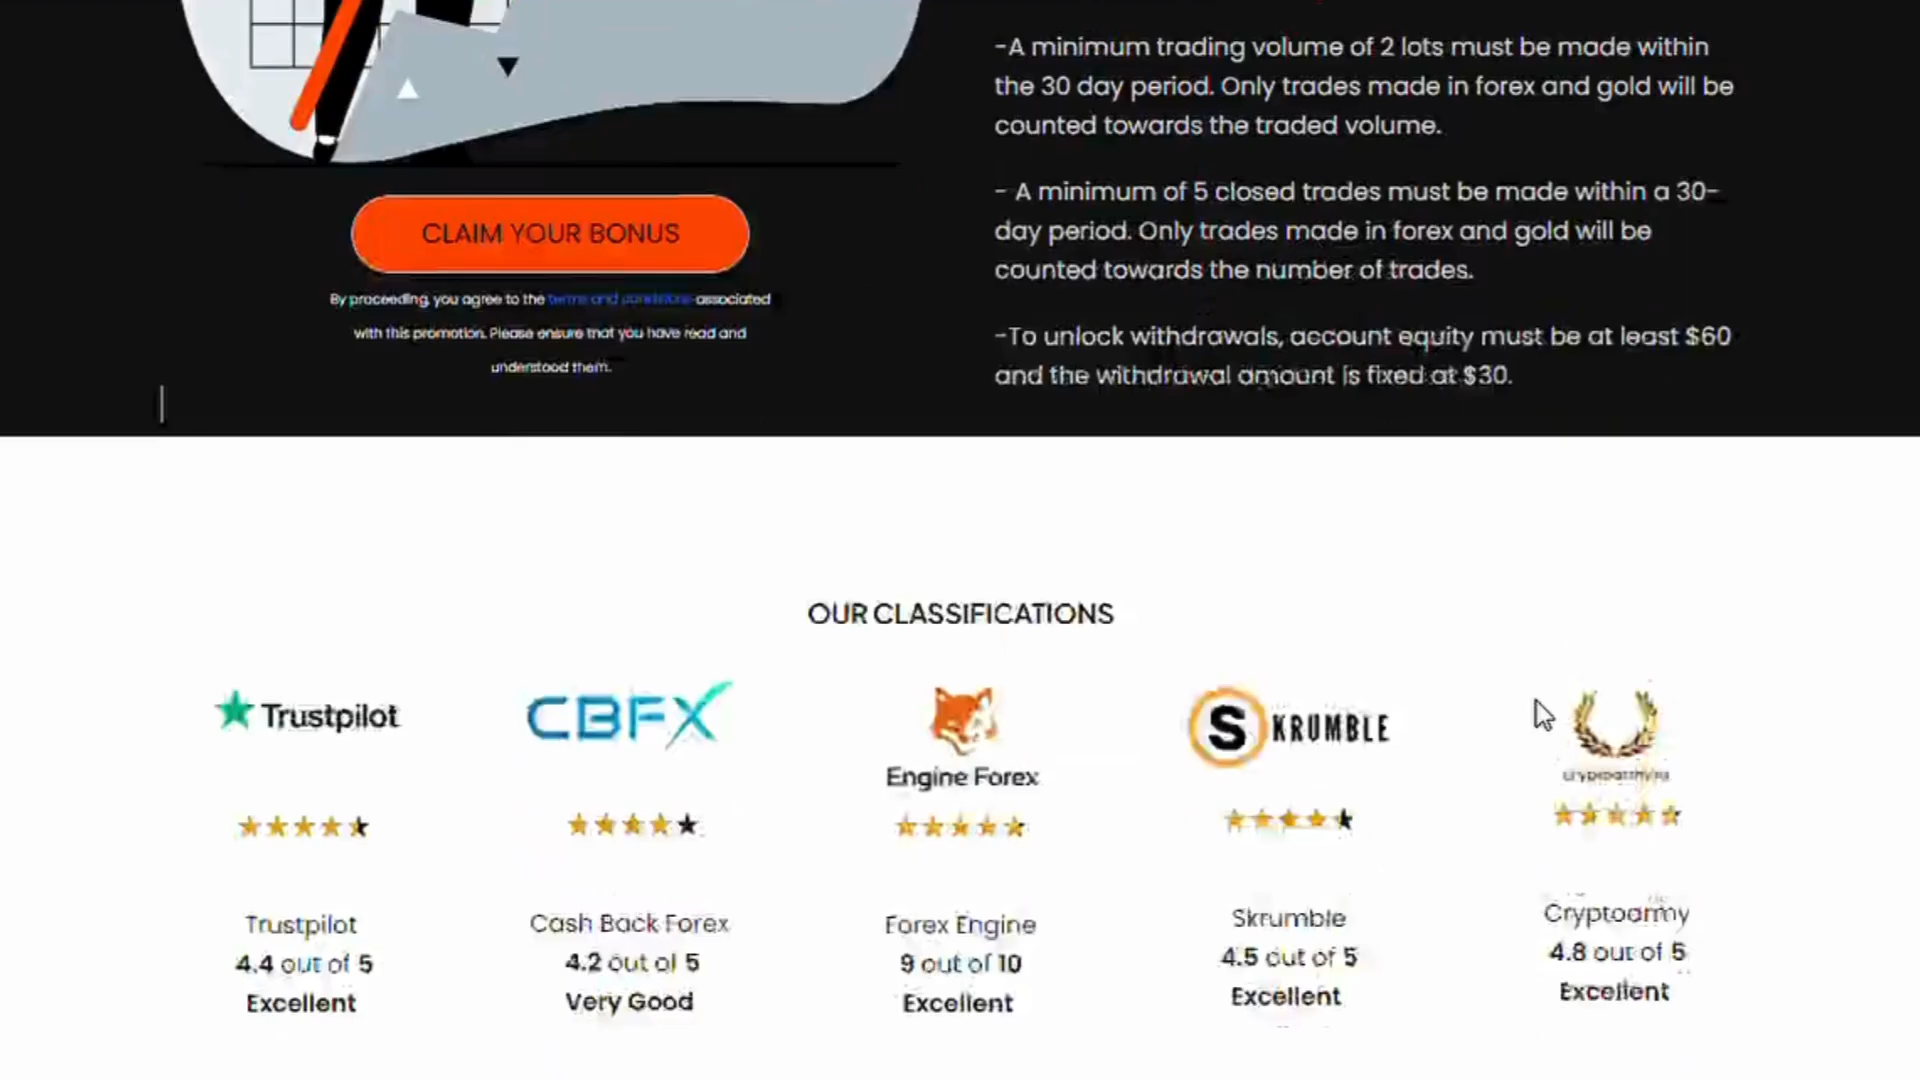 -A minimum trading volume of 2 lots must be made within
the 30 day period. Only trades made in forex and gold will be
counted towards the traded volume.
- A minimum of 5 closed trades must be made within a 30-
day period. Only trades made in forex and gold will be
counted towards the number of trades.
-To unlock withdrawals, account equity must be at least $60
and the withdrawal amount is fixed at $30.
CLAIM YOUR BONUS
By proceeding, you agree to the terms and conditions associated
with this promotion. Please ensure that you have read and
understood them.
OUR CLASSIFICATIONS
Trustpilot
CBFX
Engine Forex
SKRUMBLE
Trustpilot
4.4 out of 5
Excellent
Cash Back Forex
4.2 out of 5
Very Good
Forex Engine
9 out of 10
Excellent
Skrumble
4.5 out of 5
Excellent
Cryptoarmy
4.8 out of 5
Excellent